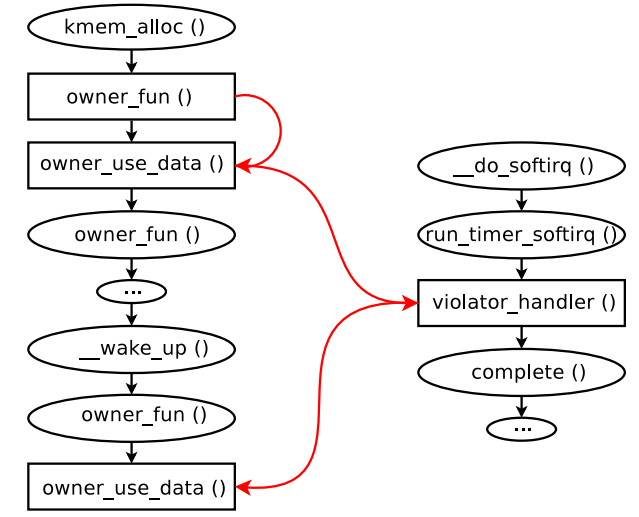 kmem_alloc ()
owner_fun ()
owner_use_data ()
owner_fun ()
...
__wake_up ()
owner_fun ()
owner_use_data ()
__do_softirq ()
run_timer_softirq ()
violator_handler ()
complete ()
...